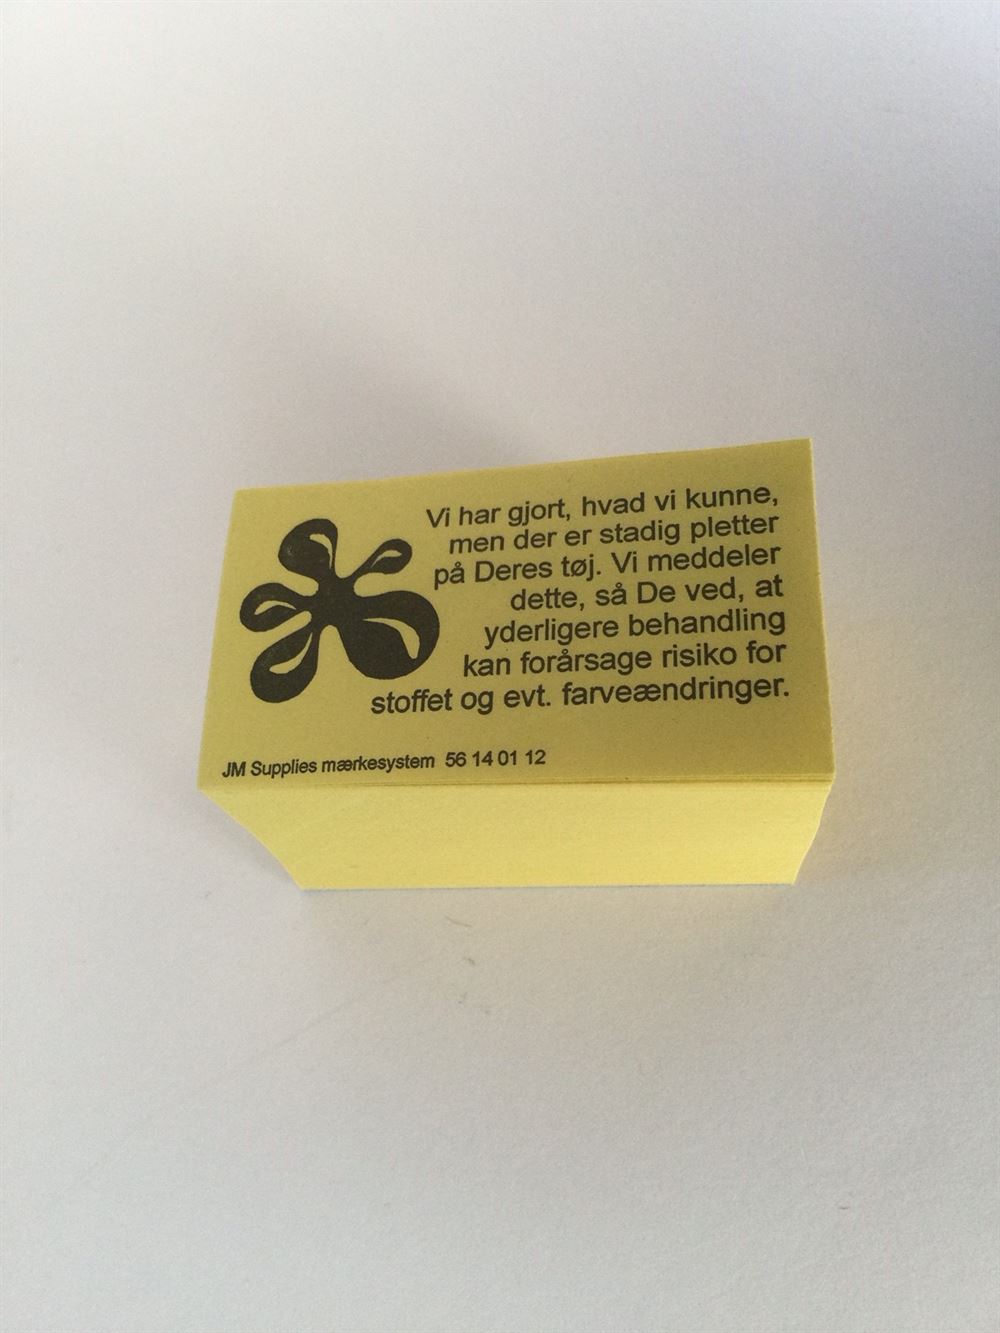 Vi har gjort, hvad vi kunne,
men der er stadig pletter
på Deres tøj. Vi meddeler
dette, så De ved, at
yderligere behandling
kan forårsage risiko for
stoffet og evt. farveændringer.
JM Supplies mærkesystem 56 14 01 12